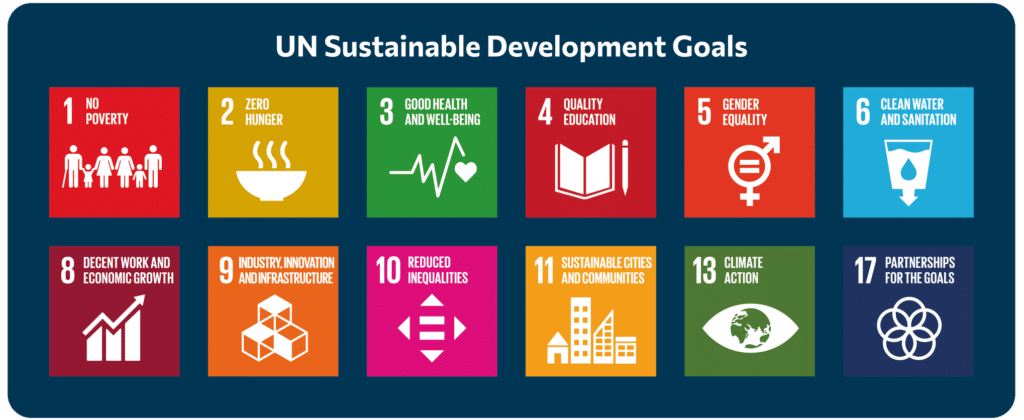 UN Sustainable Development Goals
1 NO
POVERTY
2 ZERO
HUNGER
3 GOOD HEALTH
AND WELL-BEING
4 QUALITY
EDUCATION
5 GENDER
EQUALITY
6 CLEAN WATER
AND SANITATION
8 DECENT WORK AND
ECONOMIC GROWTH
9 INDUSTRY, INNOVATION
AND INFRASTRUCTURE
10 REDUCED
INEQUALITIES
11 SUSTAINABLE CITIES
AND COMMUNITIES
13 CLIMATE
ACTION
17 PARTNERSHIPS
FOR THE GOALS